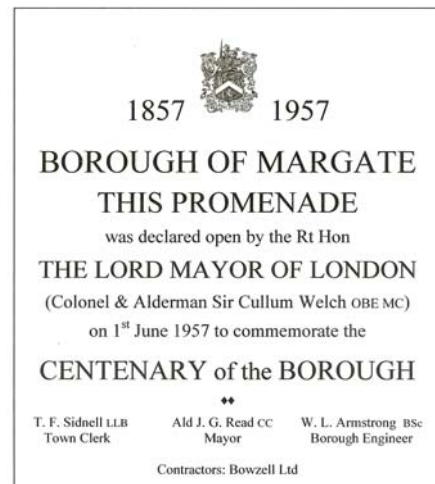 1857 1957
BOROUGH OF MARGATE
THIS PROMENADE
was declared open by the Rt Hon
THE LORD MAYOR OF LONDON
(Colonel & Alderman Sir Cullum Welch OBE MC)
on 1st June 1957 to commemorate the
CENTENARY of the BOROUGH
T. F. Sidnell LLB Ald J. G. Read CC W. L. Armstrong BSc
Town Clerk Mayor Borough Engineer
Contractors: Bowzell Ltd